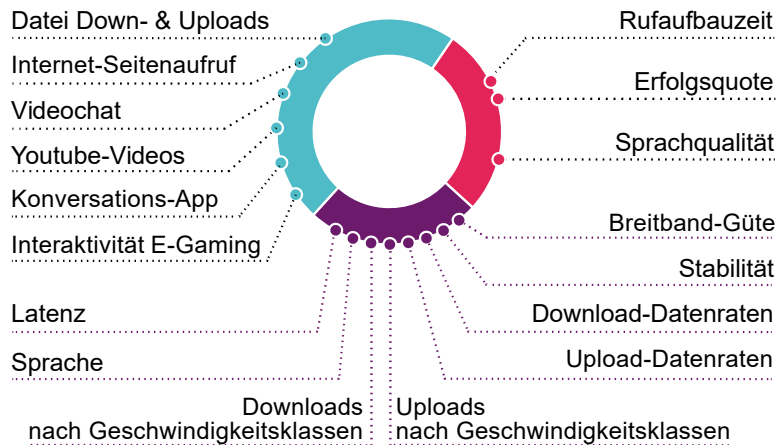 Datei Down- & Uploads
Internet-Seitenaufruf
Videochat
Youtube-Videos
Konversations-App
Interaktivität E-Gaming
Latenz
Sprache
Downloads
nach Geschwindigkeitsklassen
Rufaufbauzeit
Erfolgsquote
Sprachqualität
Breitband-Güte
Stabilität
Download-Datenraten
Upload-Datenraten
Uploads
nach Geschwindigkeitsklassen